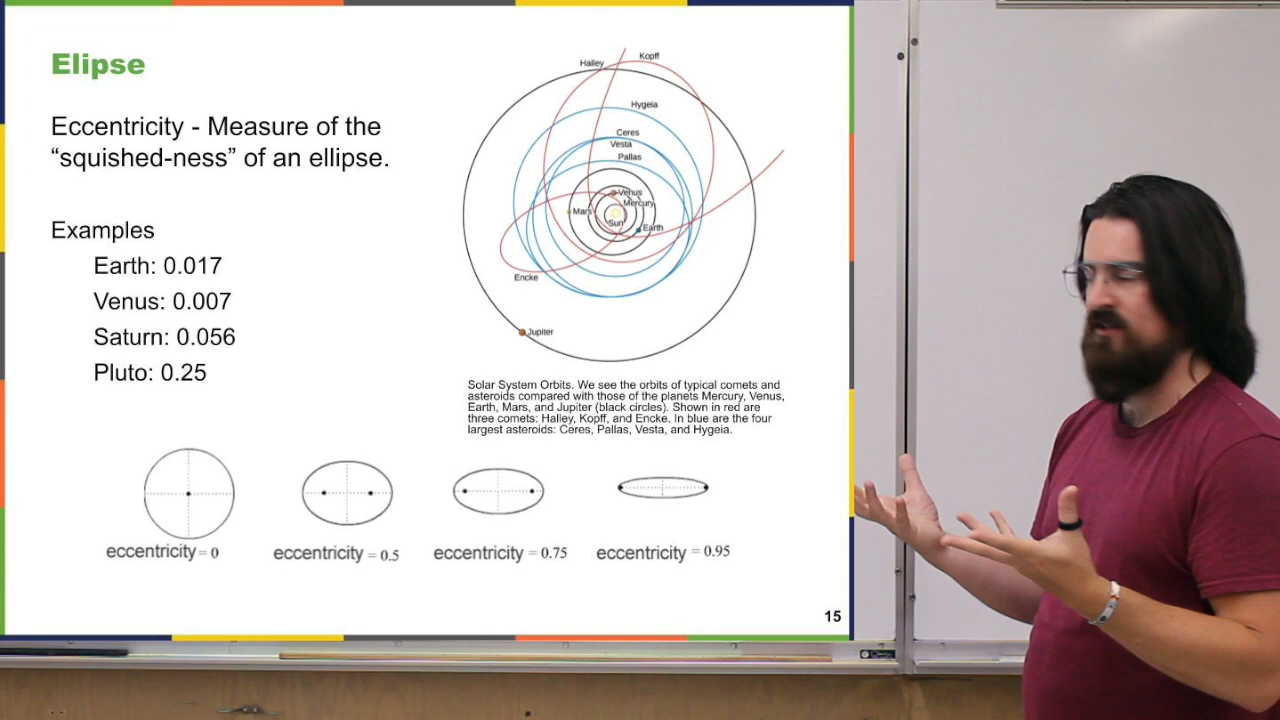 Elipse
Eccentricity - Measure of the
“squished-ness” of an ellipse.
Examples
Earth: 0.017
Venus: 0.007
Saturn: 0.056
Pluto: 0.25
Halley
Kopff
Hygeia
Ceres
Vesta
Pallas
Venus
Mercury
Mars
Sun
Earth
Encke
Jupiter
Solar System Orbits. We see the orbits of typical comets and
asteroids compared with those of the planets Mercury, Venus,
Earth, Mars, and Jupiter (black circles). Shown in red are
three comets: Halley, Kopff, and Encke. In blue are the four
largest asteroids: Ceres, Pallas, Vesta, and Hygeia.
eccentricity = 0
eccentricity = 0.5
eccentricity = 0.75
eccentricity = 0.95
15